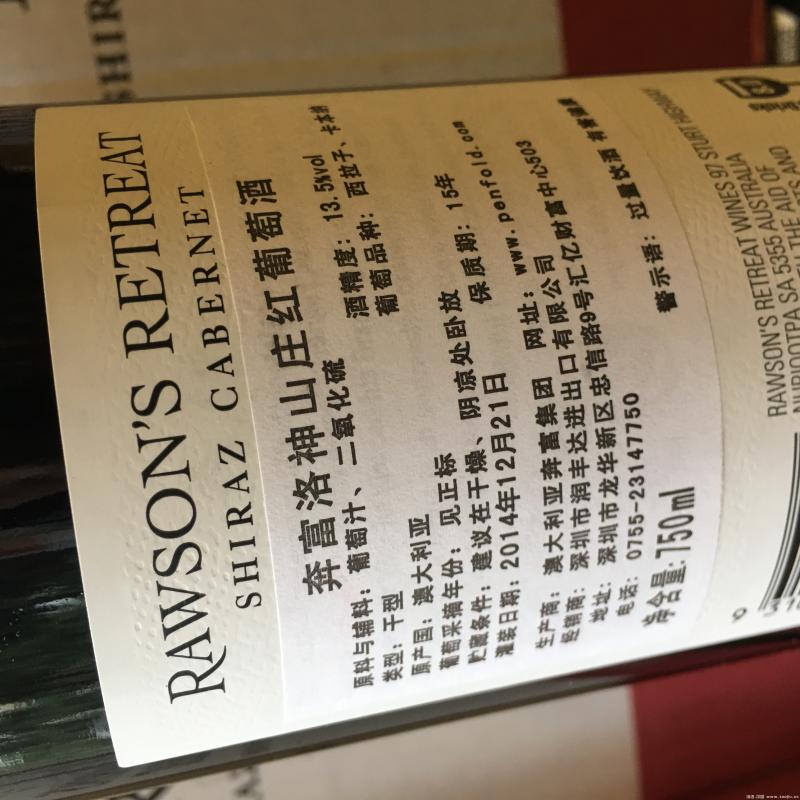 RAWSON'S RETREAT
SHIRAZ CABERNET
奔富洛神山庄红葡萄酒
原料与辅料: 葡萄汁、二氧化硫 酒精度: 13.5%vol
类型: 干型 葡萄品种: 西拉子、卡本纳
原产国: 澳大利亚
葡萄采摘年份: 见正标
贮藏条件: 建议在干燥、阴凉处卧放 保质期: 15年
灌装日期: 2014年12月21日
生产商: 澳大利亚奔富集团 网址: www.penfold.com
经销商: 深圳市润丰达进出口有限公司
地址: 深圳市龙华新区忠信路9号汇亿财富中心503
电话: 0755-23147750
净含量: 750ml 警示语: 过量饮酒 有害健康
RAWSON'S RETREAT WINES 97 STURT HIGHWAY
NURIOOTPA SA 5355 AUSTRALIA
THE AID OF
AND
SHIR